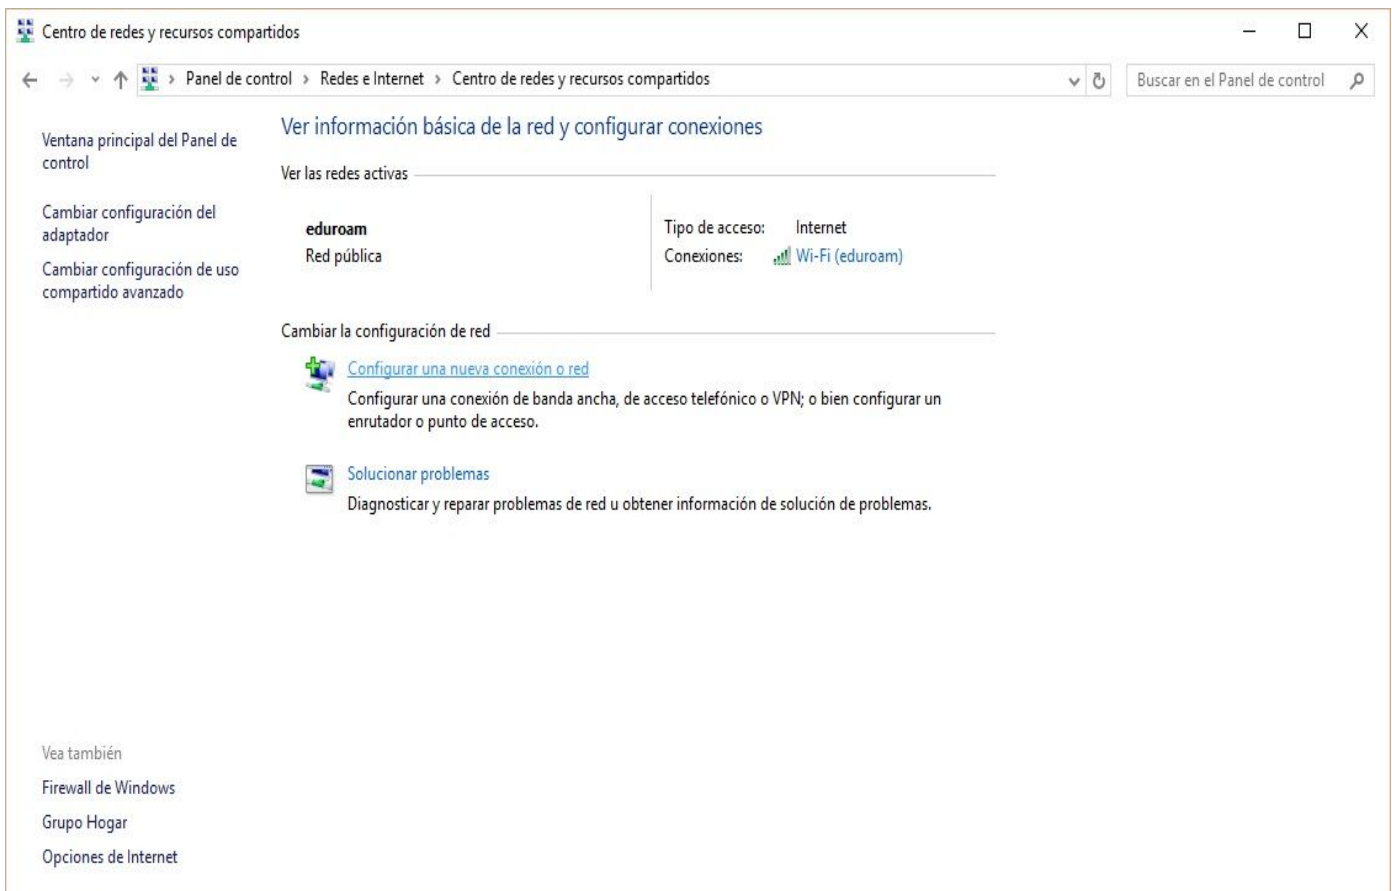 Centro de redes y recursos compartidos
Panel de control > Redes e Internet > Centro de redes y recursos compartidos
Buscar en el Panel de control
Ventana principal del Panel de
control
Cambiar configuración del
adaptador
Cambiar configuración de uso
compartido avanzado
Ver información básica de la red y configurar conexiones
Ver las redes activas
eduroam
Red pública
Tipo de acceso: Internet
Conexiones: Wi-Fi (eduroam)
Cambiar la configuración de red
Configurar una nueva conexión o red
Configurar una conexión de banda ancha, de acceso telefónico o VPN; o bien configurar un
enrutador o punto de acceso.
Solucionar problemas
Diagnosticar y reparar problemas de red u obtener información de solución de problemas.
Vea también
Firewall de Windows
Grupo Hogar
Opciones de Internet